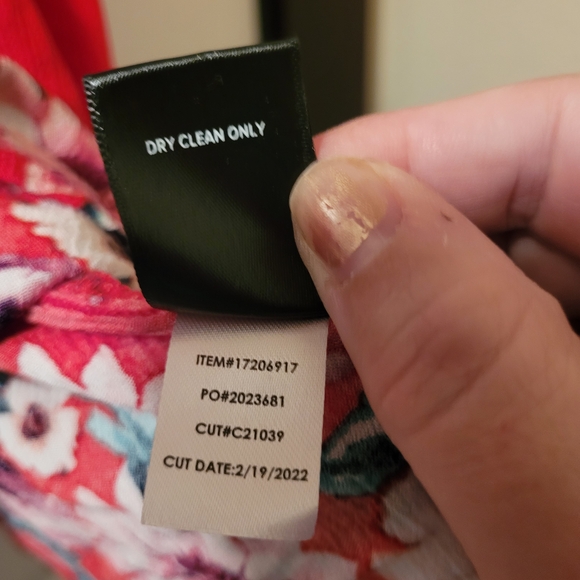 DRY CLEAN ONLY
ITEM#17206917
PO#2023681
CUT#C21039
CUT DATE:2/19/2022